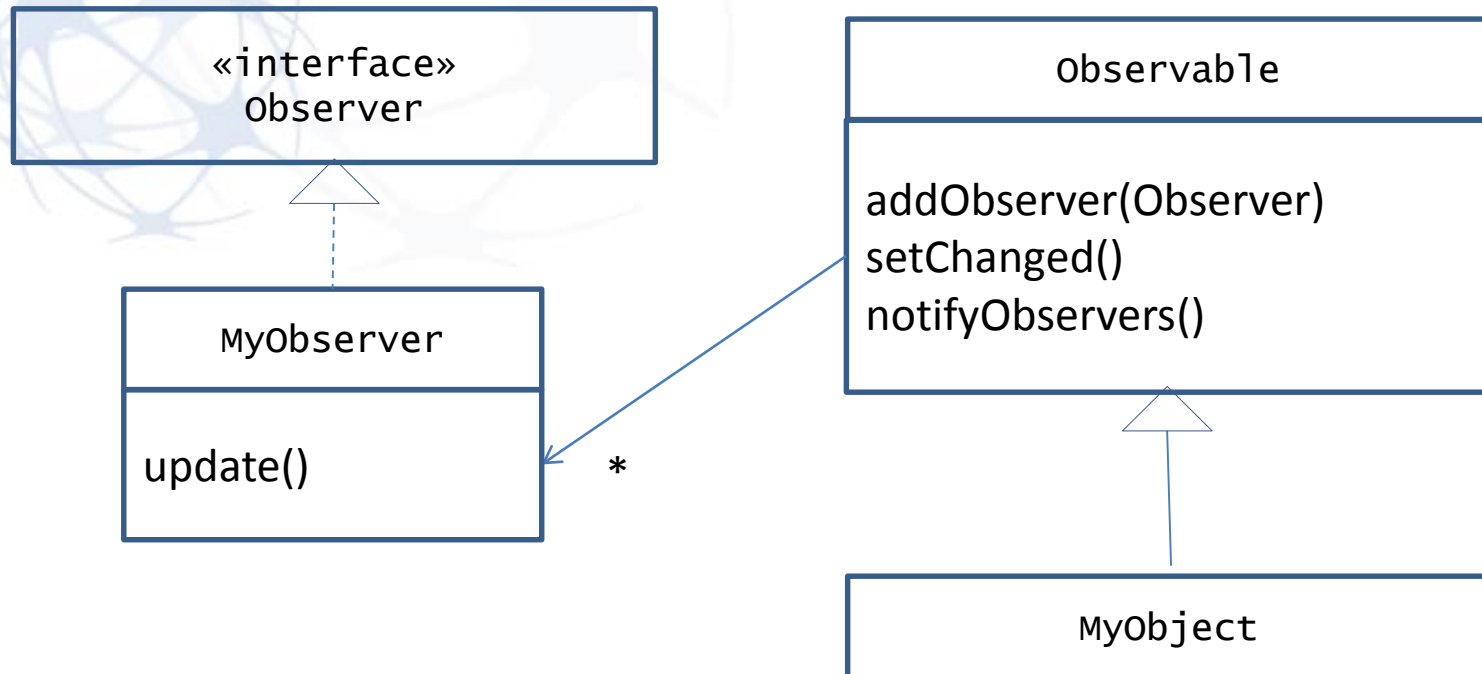 «interface»
Observer
MyObserver
update()
*
Observable
addObserver(Observer)
setChanged()
notifyObservers()
MyObject